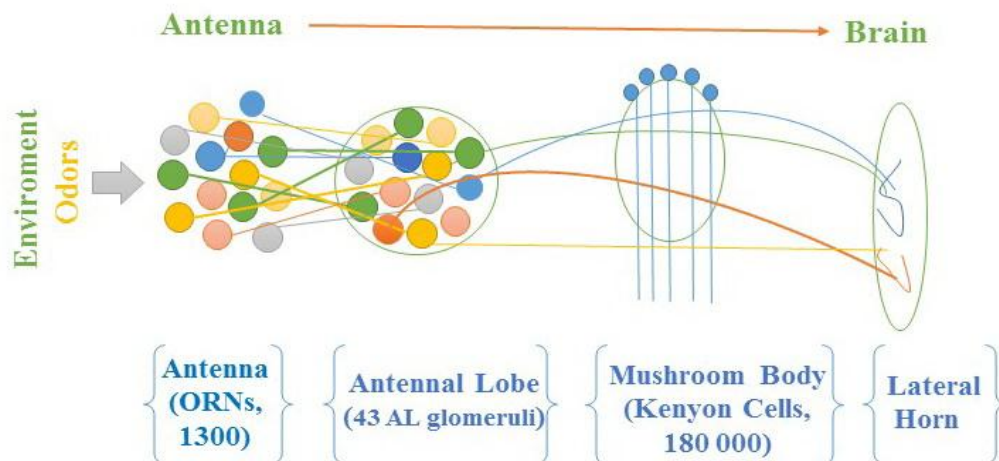 Antenna
Brain
Enviroment
Odors
Antenna
(ORNs,
1300)
Antennal Lobe
(43 AL glomeruli)
Mushroom Body
(Kenyon Cells,
180 000)
Lateral
Horn